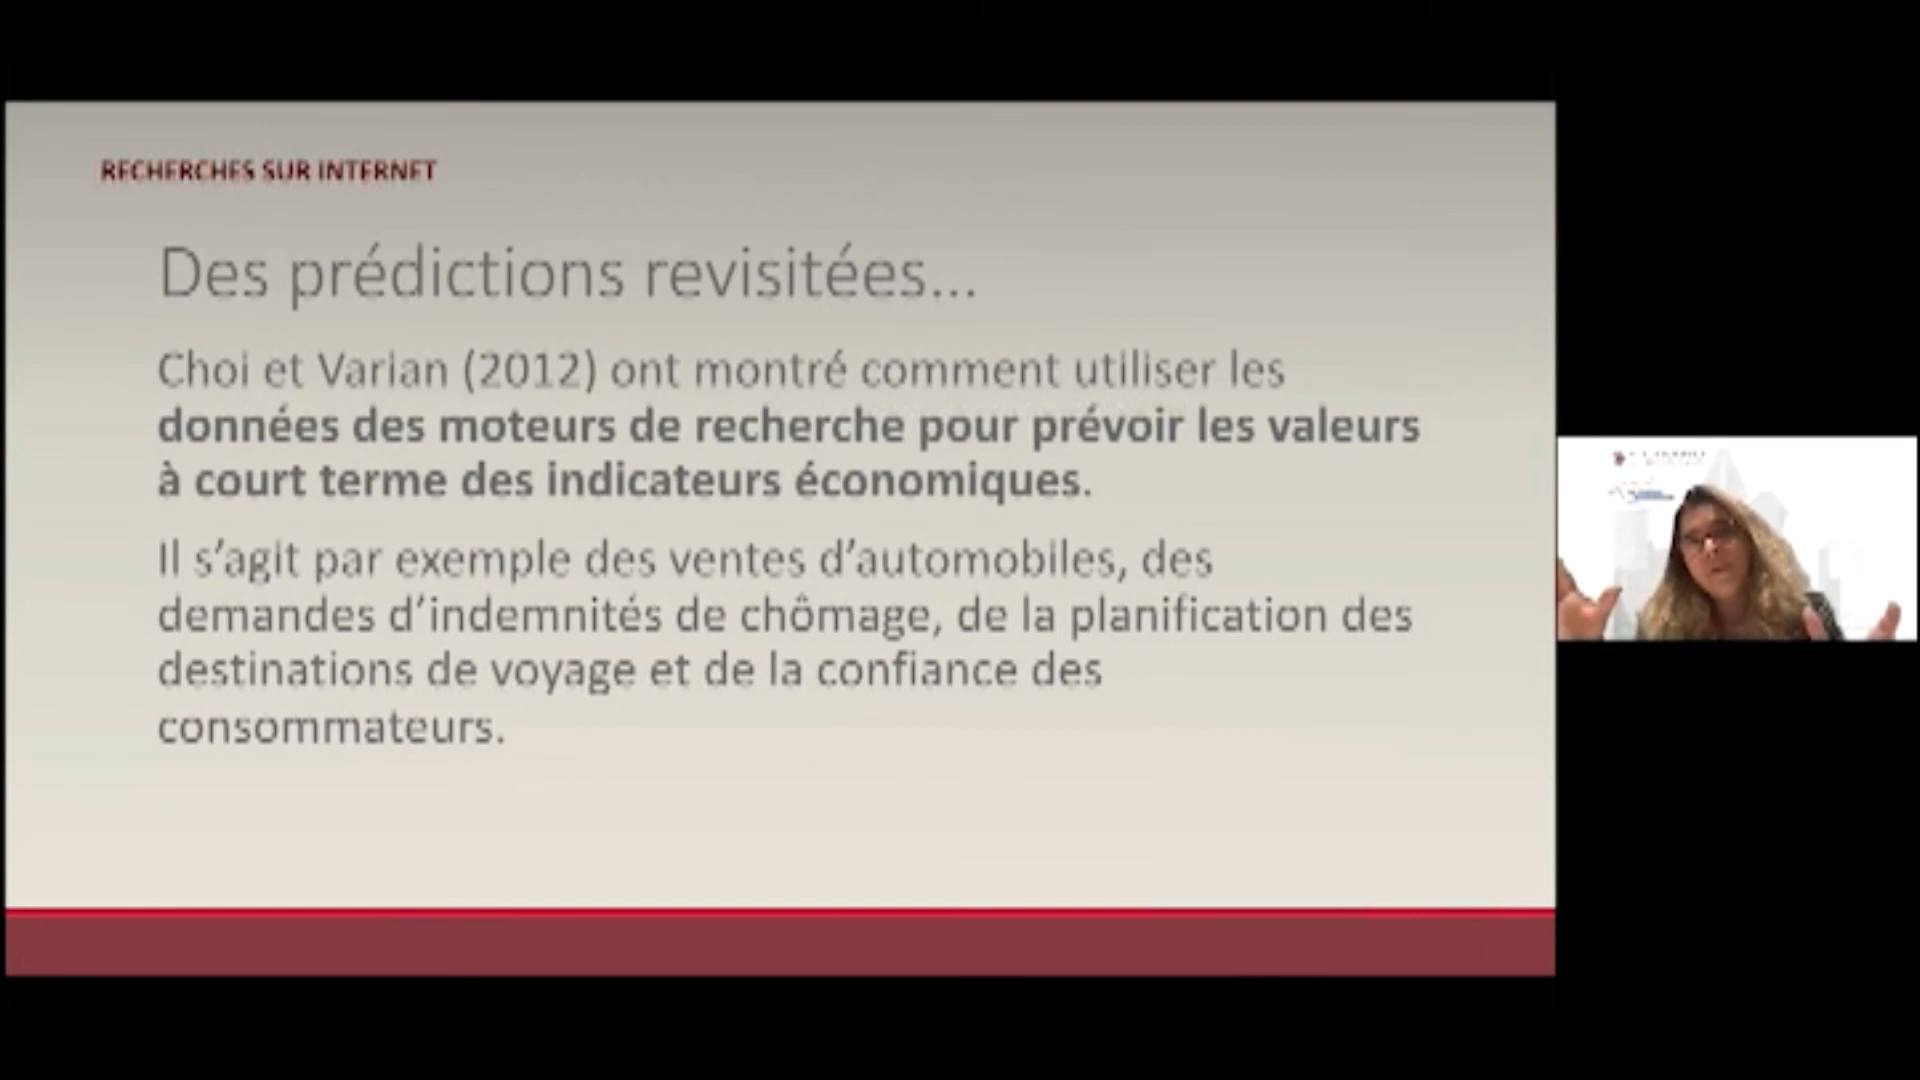 RECHERCHES SUR INTERNET
Des prédictions revisitées...
Choi et Varian (2012) ont montré comment utiliser les
données des moteurs de recherche pour prévoir les valeurs
à court terme des indicateurs économiques.
Il s’agit par exemple des ventes d’automobiles, des
demandes d’indemnités de chômage, de la planification des
destinations de voyage et de la confiance des
consommateurs.